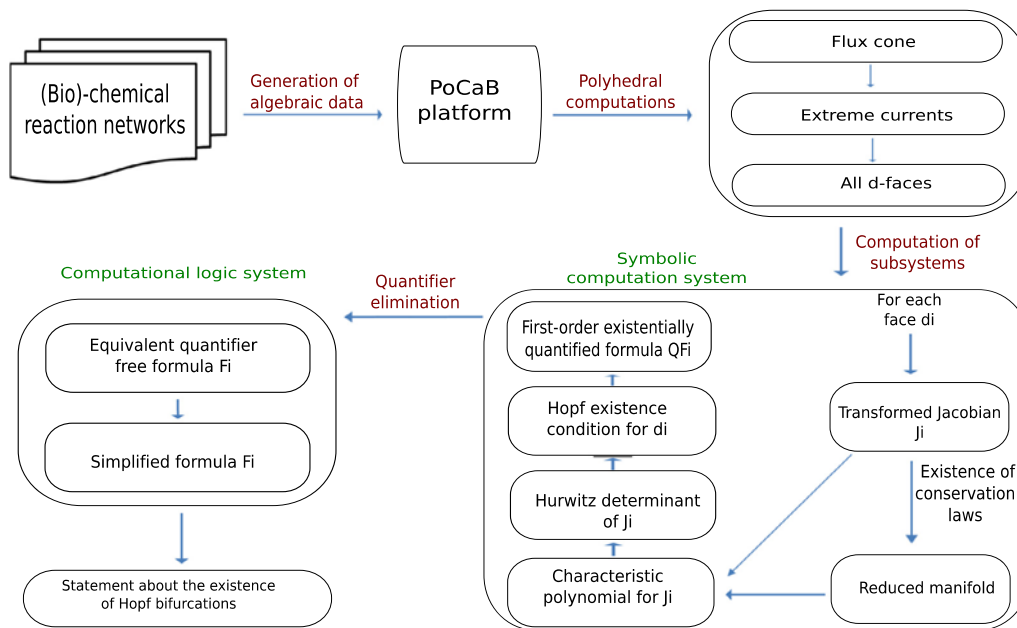 (Bio)-chemical
reaction networks
Generation of
algebraic data
PoCaB
platform
Polyhedral
computations
Flux cone
Extreme currents
All d-faces
Computation of
subsystems
Symbolic
computation system
For each
face di
Transformed Jacobian
Ji
Existence of
conservation
laws
Reduced manifold
Characteristic
polynomial for Ji
Hurwitz determinant
of Ji
Hopf existence
condition for di
First-order existentially
quantified formula QFi
Quantifier
elimination
Computational logic system
Equivalent quantifier
free formula Fi
Simplified formula Fi
Statement about the existence
of Hopf bifurcations